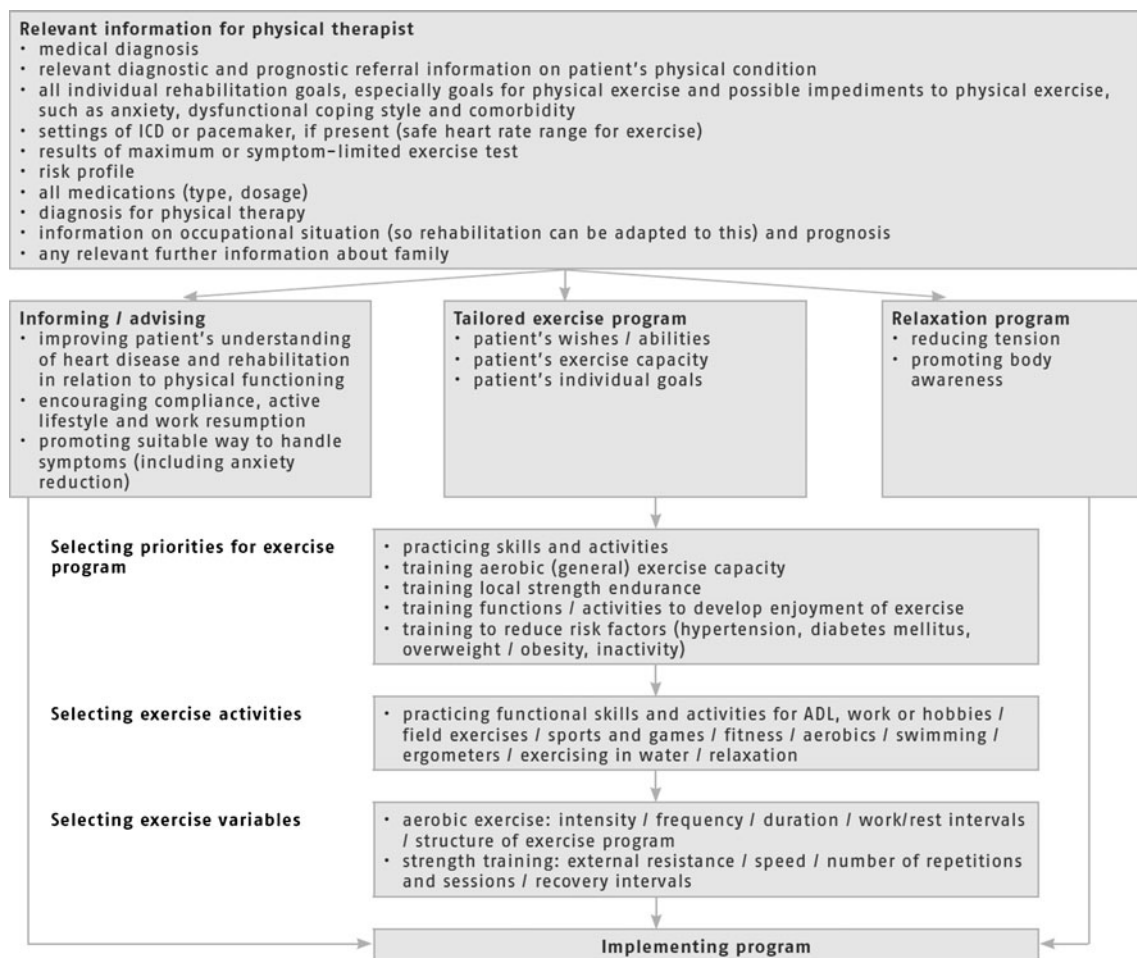 Relevant information for physical therapist
· medical diagnosis
· relevant diagnostic and prognostic referral information on patient's physical condition
· all individual rehabilitation goals, especially goals for physical exercise and possible impediments to physical exercise,
such as anxiety, dysfunctional coping style and comorbidity
· settings of ICD or pacemaker, if present (safe heart rate range for exercise)
· results of maximum or symptom-limited exercise test
· risk profile
· all medications (type, dosage)
· diagnosis for physical therapy
· information on occupational situation (so rehabilitation can be adapted to this) and prognosis
· any relevant further information about family
Informing / advising
· improving patient's understanding
of heart disease and rehabilitation
in relation to physical functioning
· encouraging compliance, active
lifestyle and work resumption
· promoting suitable way to handle
symptoms (including anxiety
reduction)
Tailored exercise program
· patient's wishes / abilities
· patient's exercise capacity
· patient's individual goals
Relaxation program
· reducing tension
· promoting body
awareness
Selecting priorities for exercise
program
· practicing skills and activities
· training aerobic (general) exercise capacity
· training local strength endurance
· training functions / activities to develop enjoyment of exercise
· training to reduce risk factors (hypertension, diabetes mellitus,
overweight / obesity, inactivity)
Selecting exercise activities
· practicing functional skills and activities for ADL, work or hobbies /
field exercises / sports and games / fitness / aerobics / swimming /
ergometers / exercising in water / relaxation
Selecting exercise variables
· aerobic exercise: intensity / frequency / duration / work/rest intervals
/ structure of exercise program
· strength training: external resistance / speed / number of repetitions
and sessions / recovery intervals
Implementing program